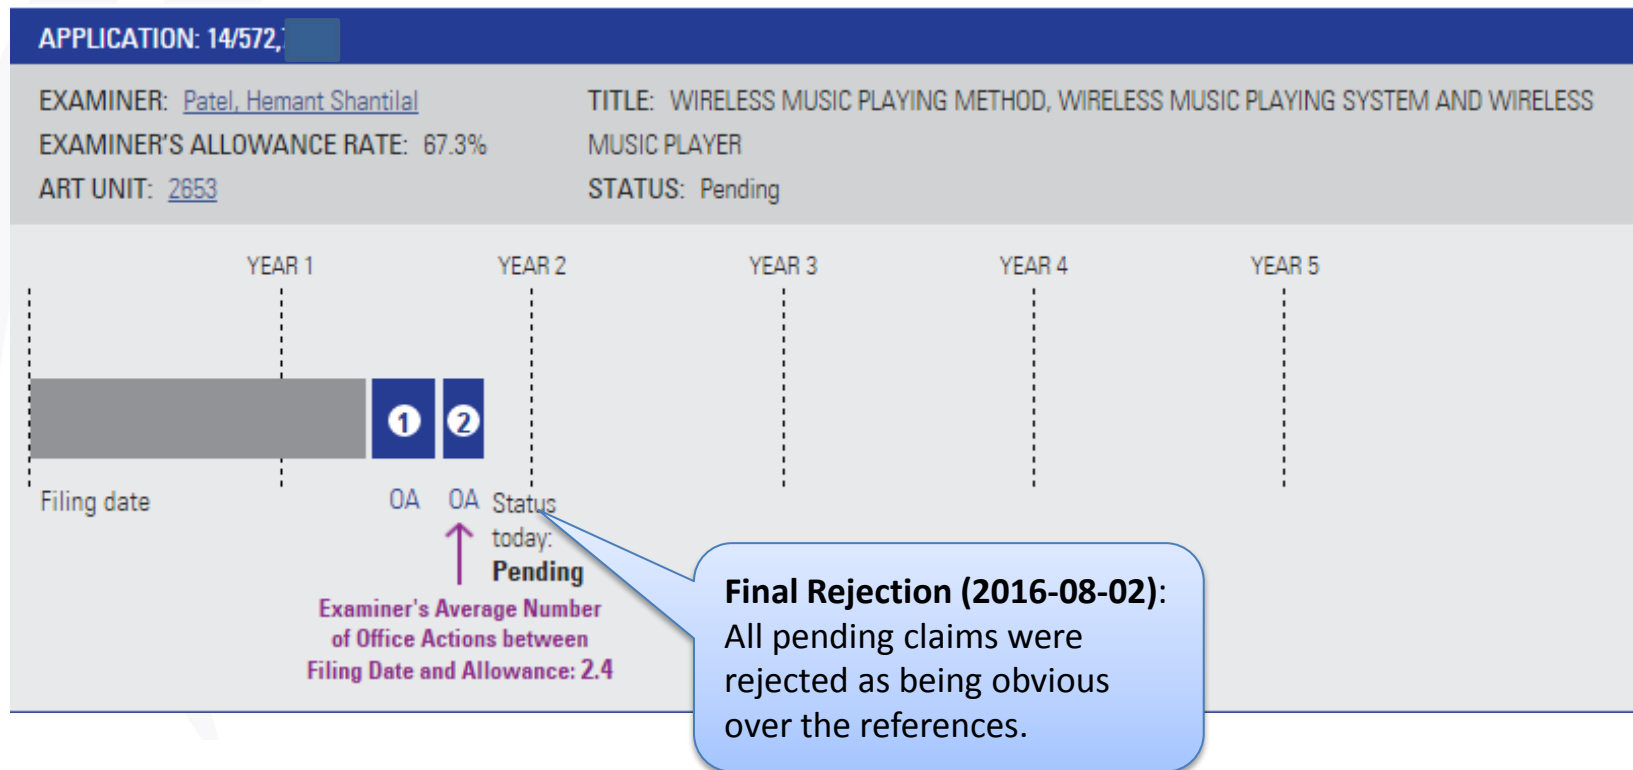 APPLICATION: 14/572,
EXAMINER: Patel, Hemant Shantilal
EXAMINER'S ALLOWANCE RATE: 67.3%
ART UNIT: 2653
TITLE: WIRELESS MUSIC PLAYING METHOD, WIRELESS MUSIC PLAYING SYSTEM AND WIRELESS
MUSIC PLAYER
STATUS: Pending
YEAR 1 YEAR 2 YEAR 3 YEAR 4 YEAR 5
1 2
Filing date OA OA Status
today:
Pending
Examiner's Average Number
of Office Actions between
Filing Date and Allowance: 2.4
Final Rejection (2016-08-02):
All pending claims were
rejected as being obvious
over the references.